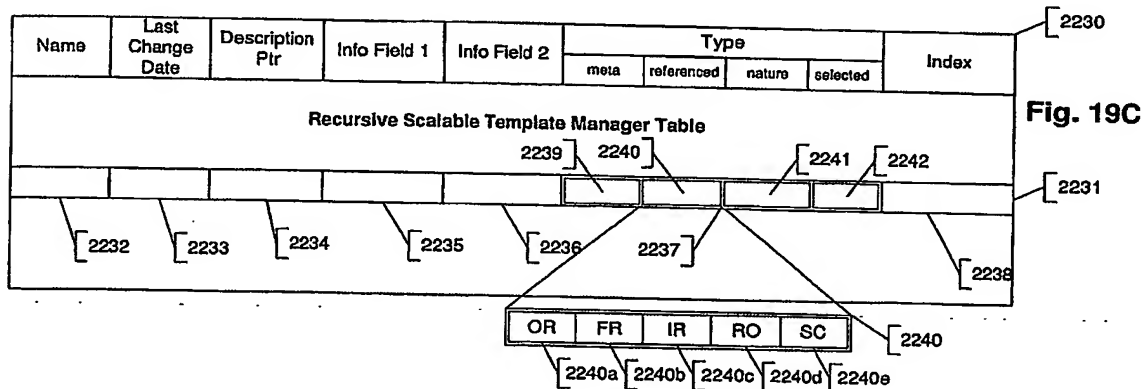 [2230
Name Last Change Date Description Ptr Info Field 1 Info Field 2 Type Index
meta referenced nature selected
Fig. 19C
Recursive Scalable Template Manager Table
2239] 2240] [2241 [2242
[2231
[2232 [2233 [2234 [2235 [2236 2237] [2238
OR FR IR RO SC [2240
[2240a [2240b [2240c [2240d [2240e